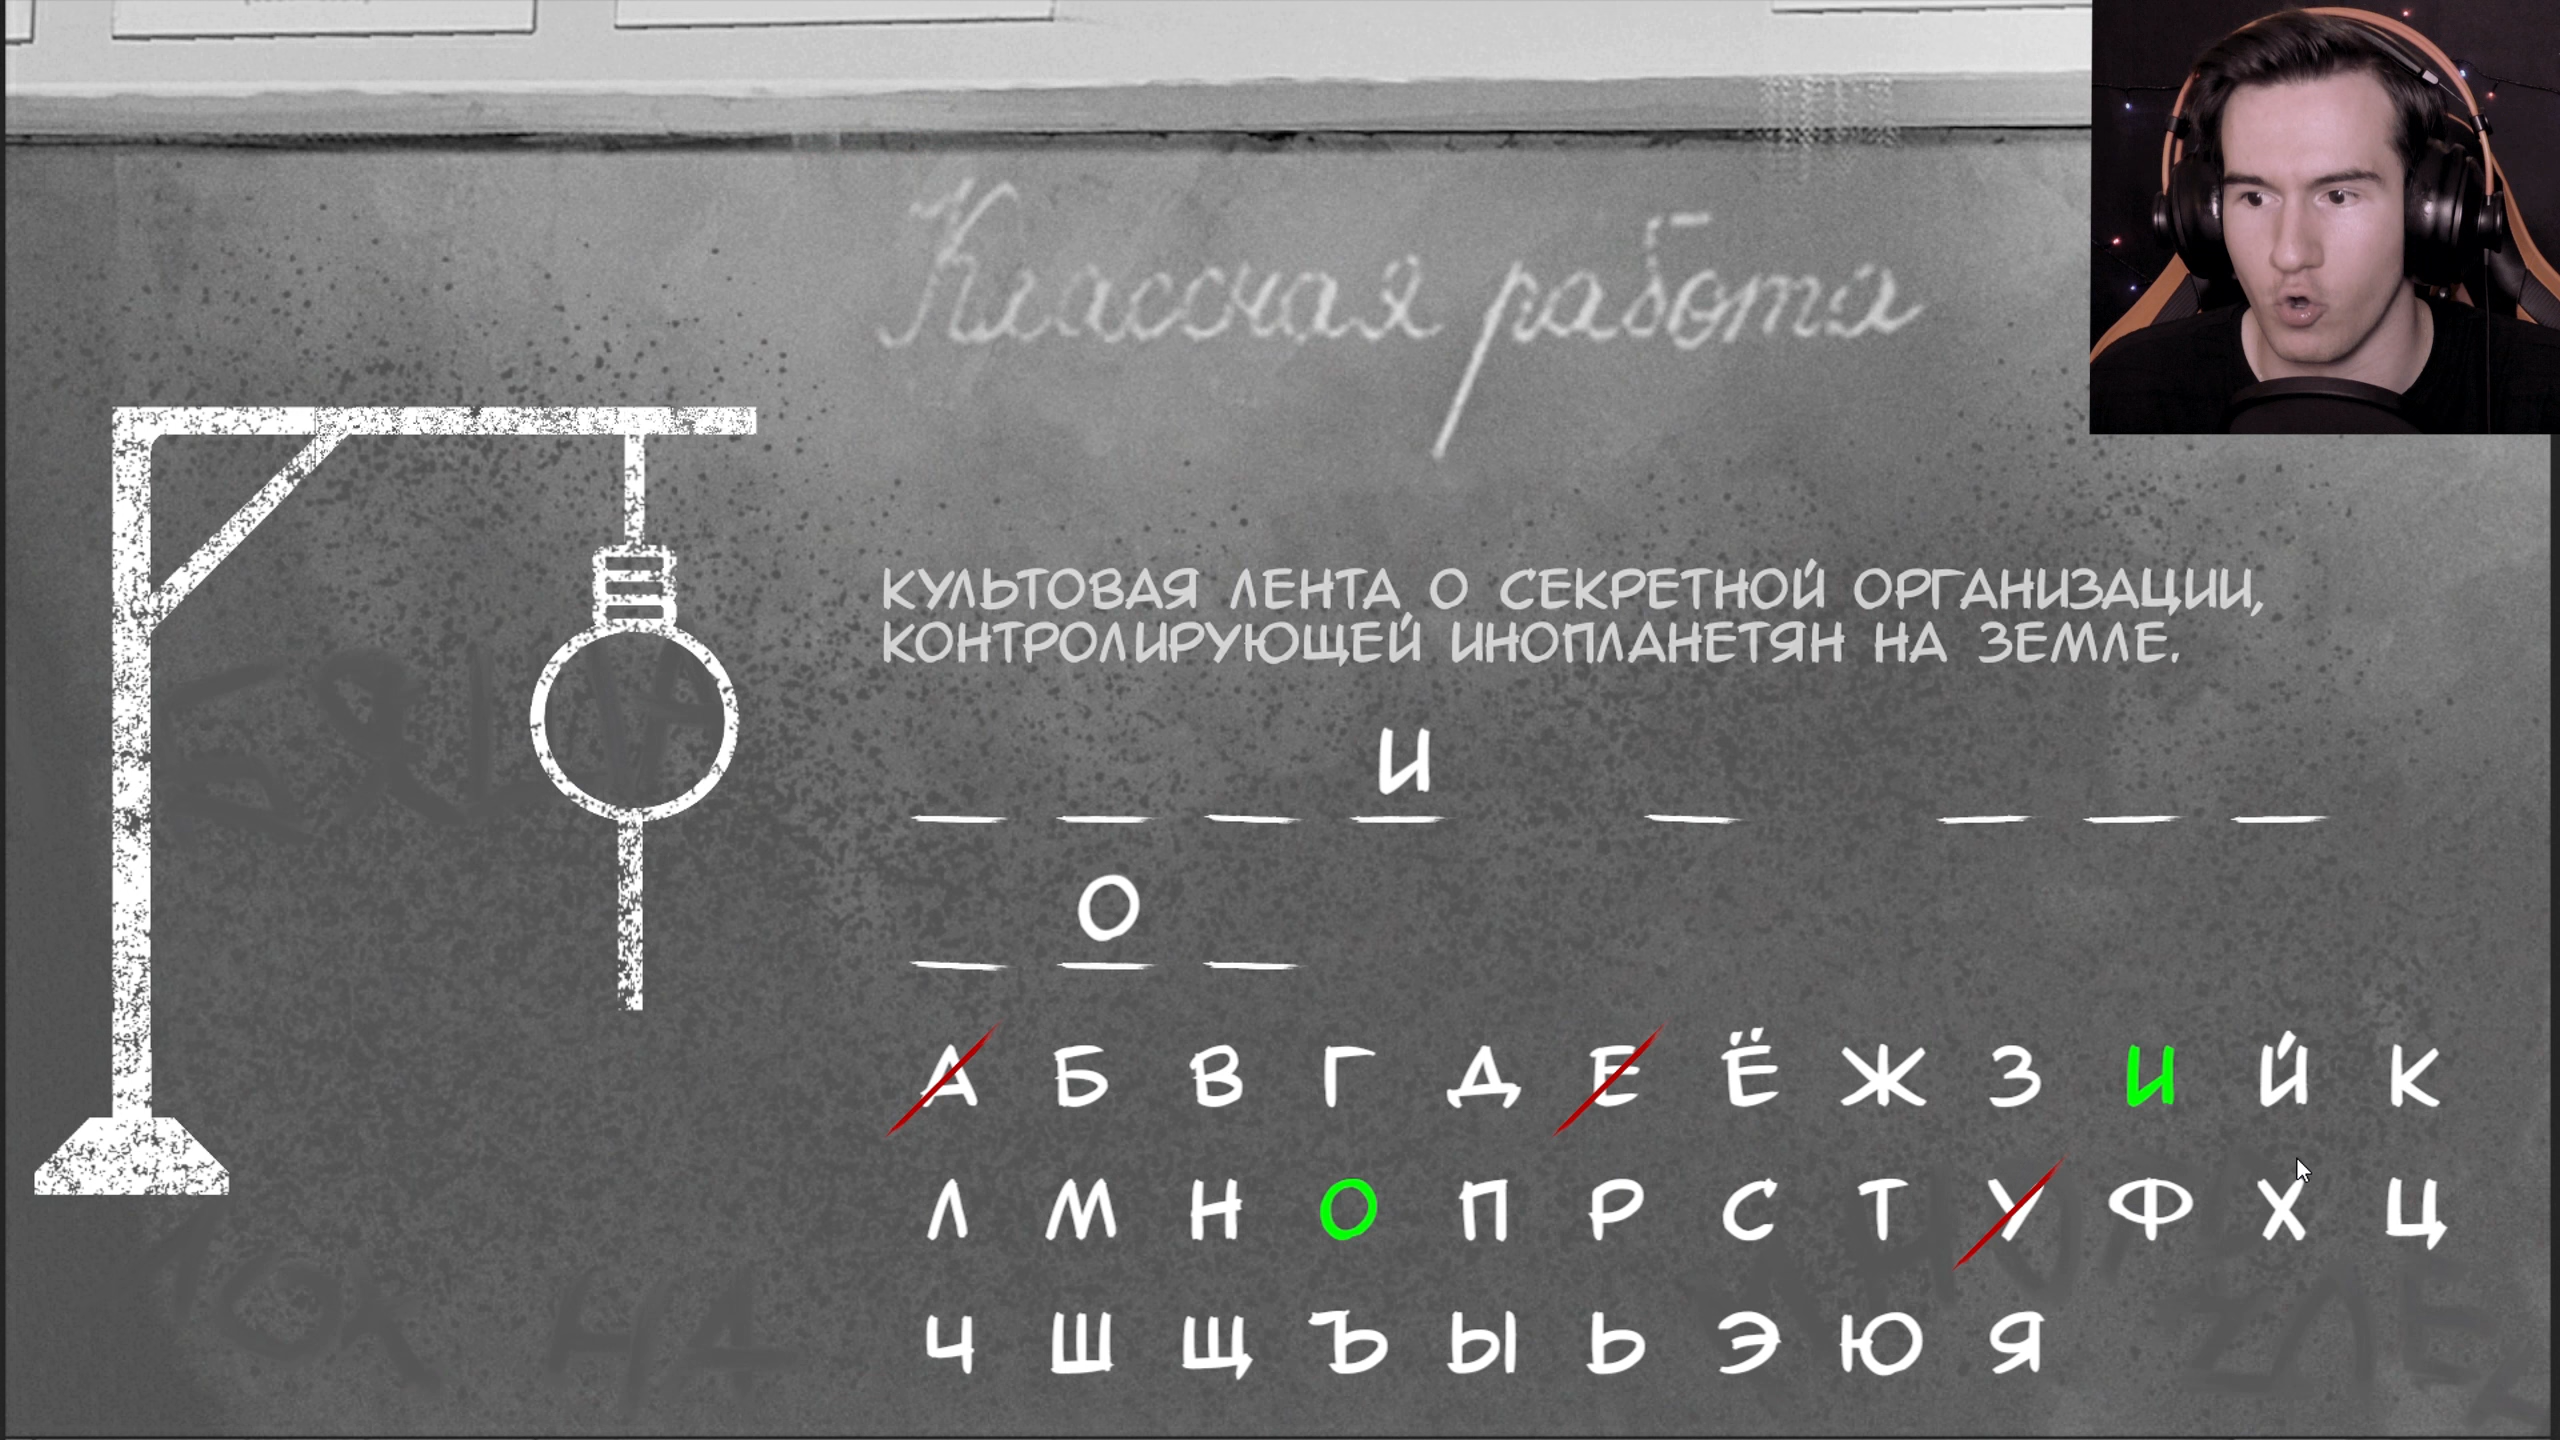 Классная работа
КУЛЬТОВАЯ ЛЕНТА О СЕКРЕТНОЙ ОРГАНИЗАЦИИ,
КОНТРОЛИРУЮЩЕЙ ИНОПЛАНЕТЯН НА ЗЕМЛЕ.
И
О
А Б В Г Д Е Ё Ж З И Й К
Л М Н О П Р С Т У Ф Х Ц
Ч Ш Щ Ъ Ы Ь Э Ю Я